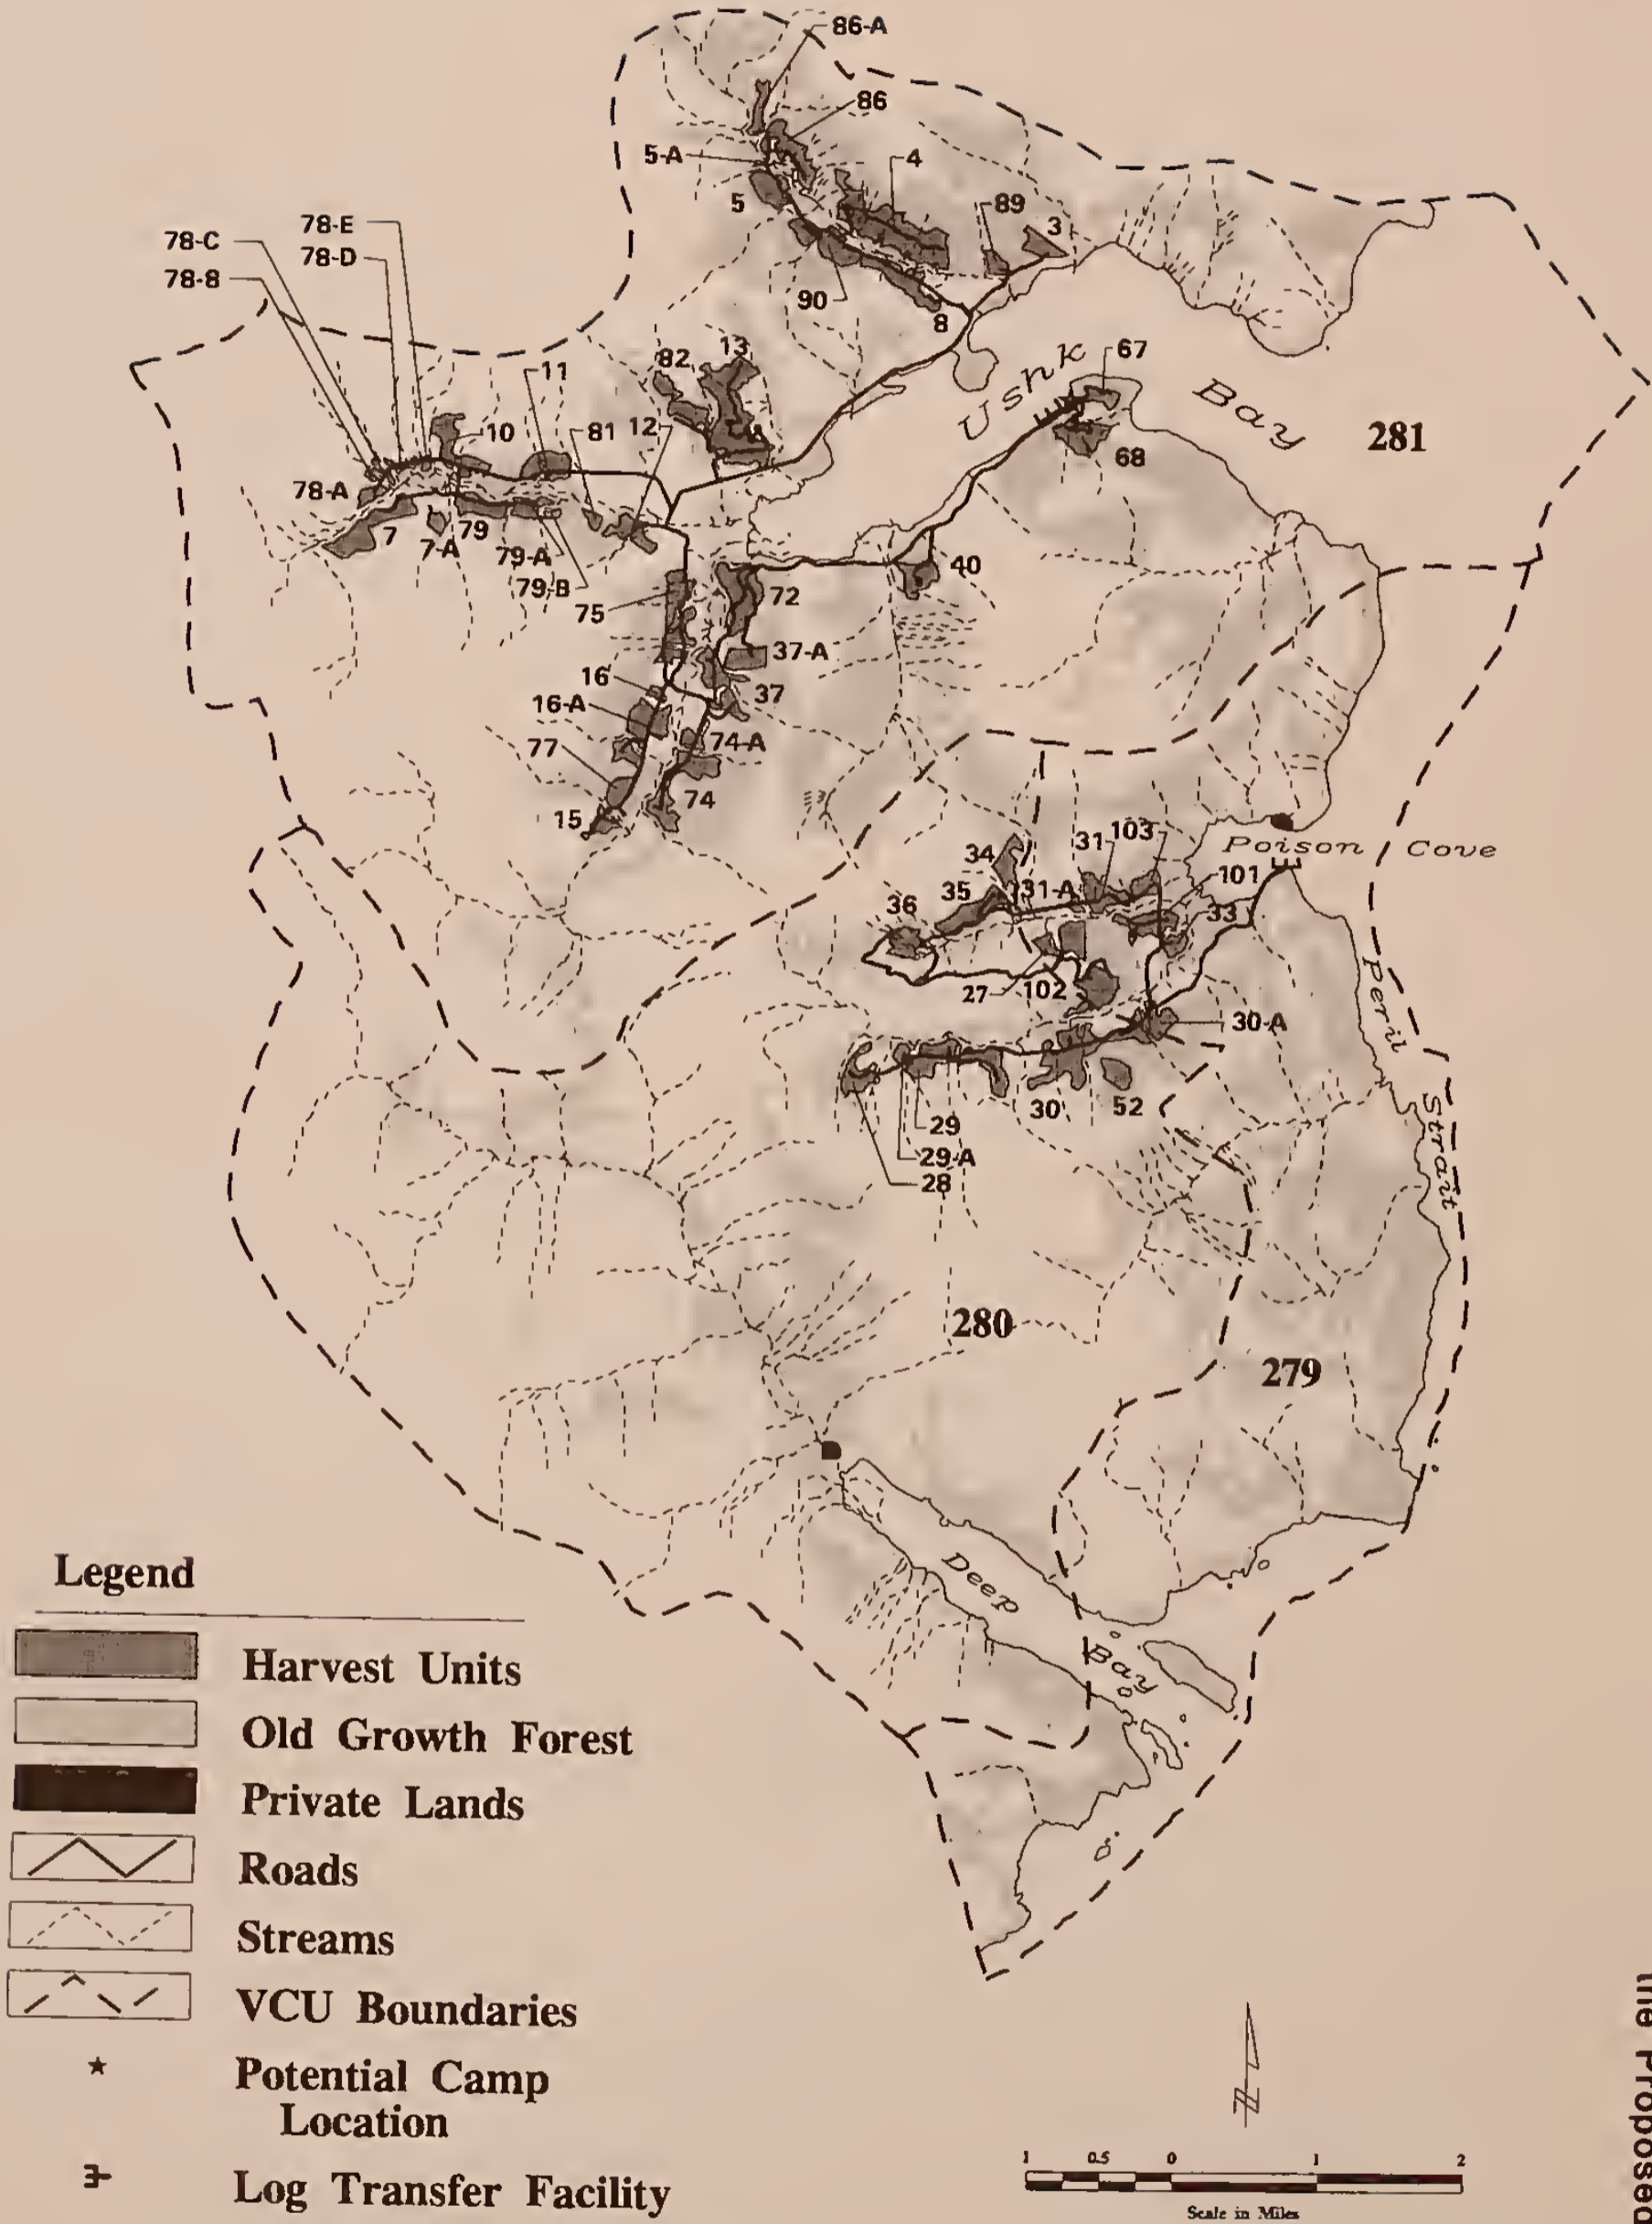 86-A
86
5-A
4
5
89
3
78-E
78-C
78-D
78-8
90
8
Ushk Bay
67
82
13
11
281
10
81
12
68
78-A
7
79
7-A
79-A
40
79-B
75
72
37-A
16
37
16-A
74-A
77
74
15
Poison Cove
31
103
34
101
35
31-A
36
33
27
102
30-A
Peril Strait
30
52
29
29-A
28
280
279
Deep Bay
Legend
Harvest Units
Old Growth Forest
Private Lands
Roads
Streams
VCU Boundaries
Potential Camp
Location
Log Transfer Facility
N
1 0.5 0 1 2
Scale in Miles
the Proposed